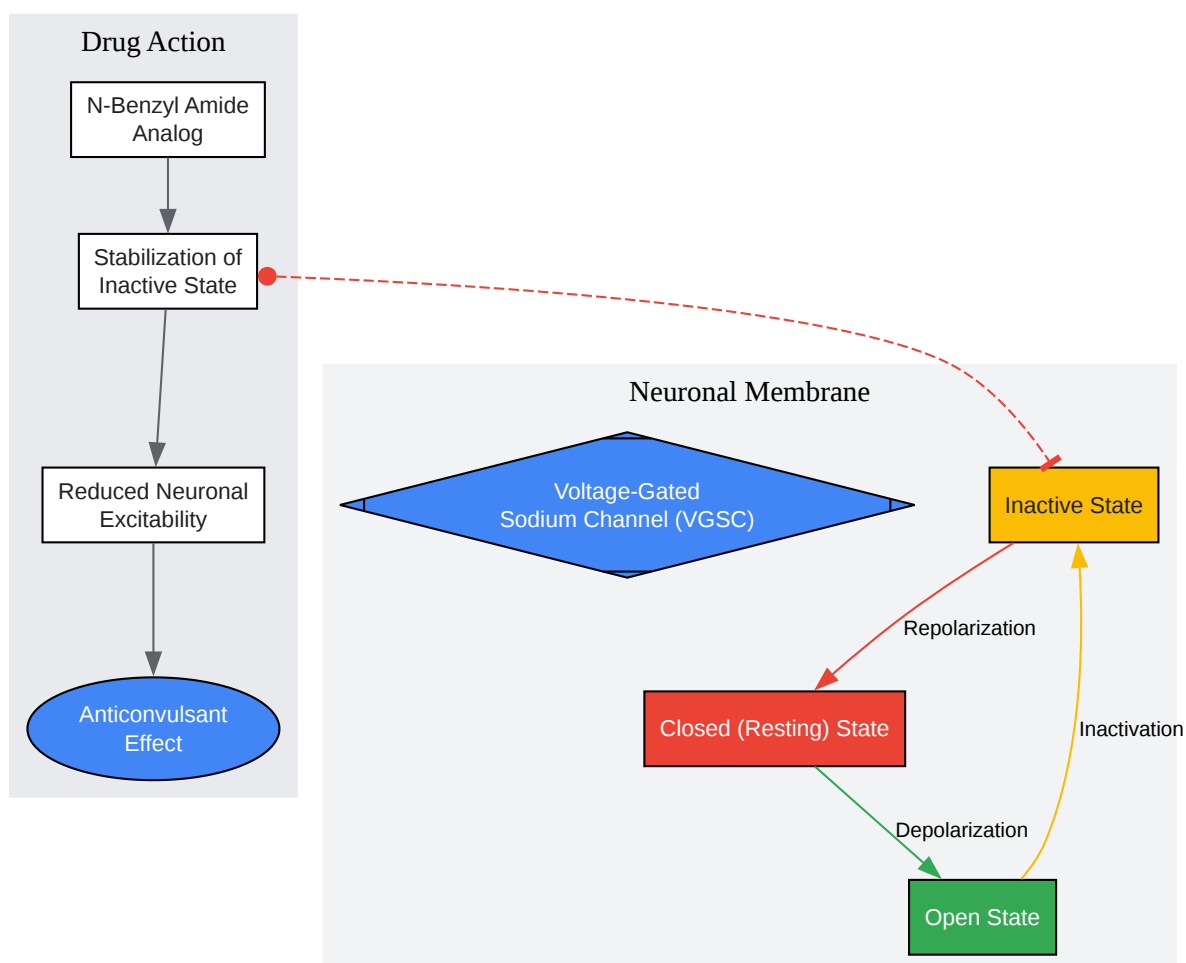 Drug Action
N-Benzyl Amide
Analog
Stabilization of
Inactive State
Reduced Neuronal
Excitability
Anticonvulsant
Effect
Neuronal Membrane
Voltage-Gated
Sodium Channel (VGSC)
Inactive State
Repolarization
Closed (Resting) State
Inactivation
Depolarization
Open State